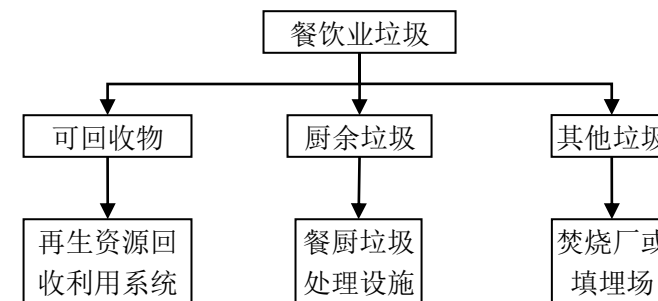 餐饮业垃圾
可回收物
厨余垃圾
其他垃圾
再生资源回
收利用系统
餐厨垃圾
处理设施
焚烧厂或
填埋场